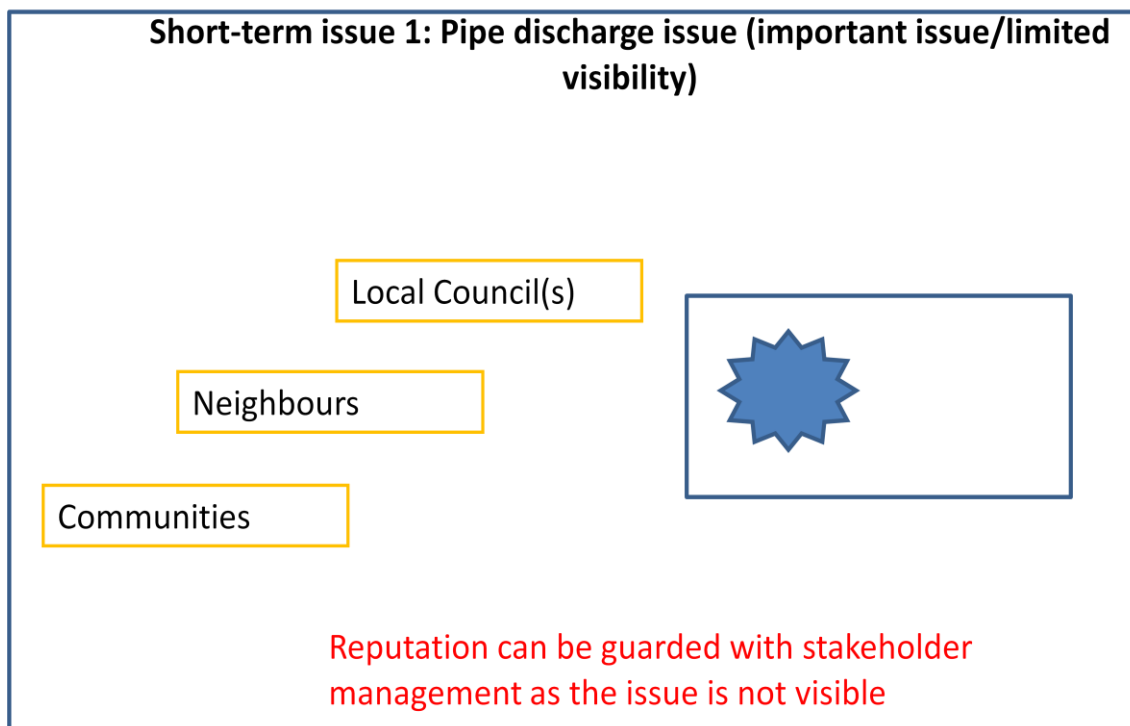 Short-term issue 1: Pipe discharge issue (important issue/limited
visibility)
Local Council(s)
Neighbours
Communities
Reputation can be guarded with stakeholder
management as the issue is not visible